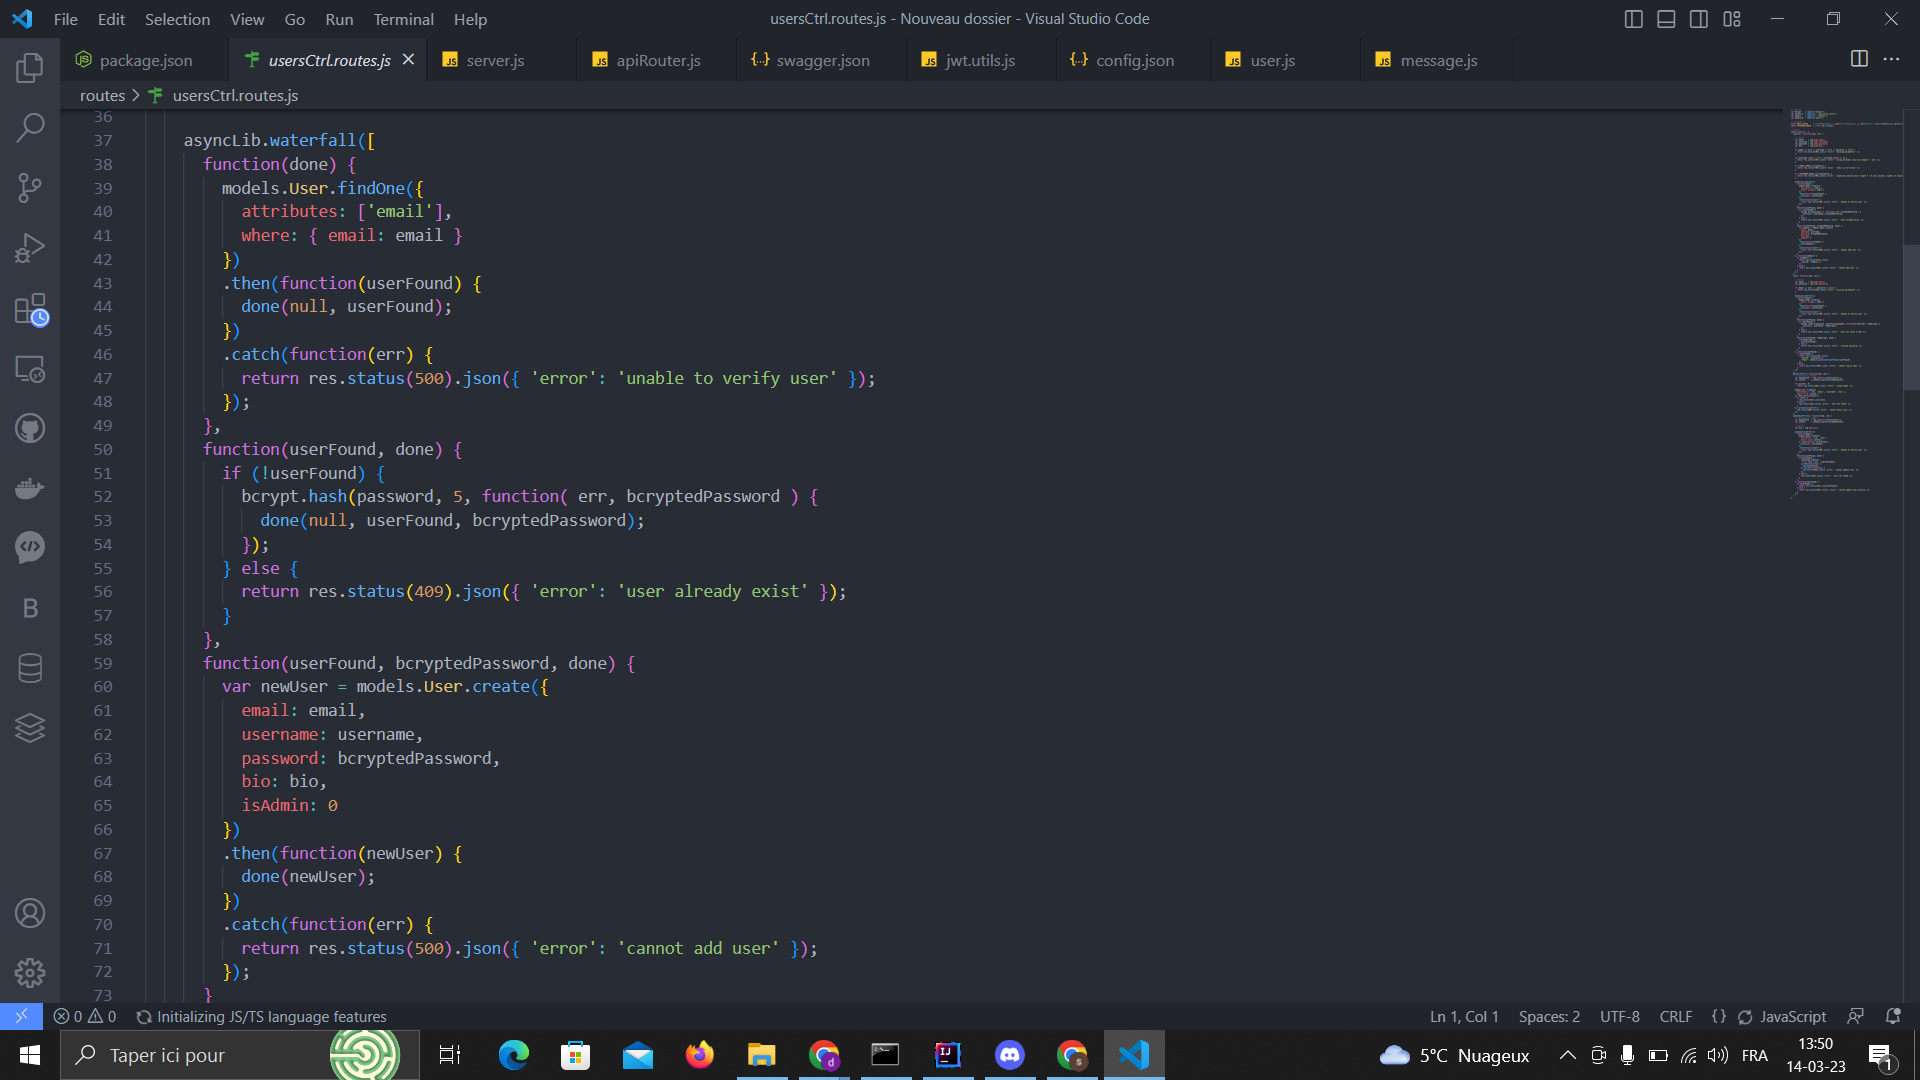 File Edit Selection View Go Run Terminal Help
usersCtrl.routes.js - Nouveau dossier - Visual Studio Code
package.json
usersCtrl.routes.js
server.js
apiRouter.js
swagger.json
jwt.utils.js
config.json
user.js
message.js
routes > usersCtrl.routes.js
36
37 asyncLib.waterfall([
38 function(done) {
39 models.User.findOne({
40 attributes: ['email'],
41 where: { email: email }
42 })
43 .then(function(userFound) {
44 done(null, userFound);
45 })
46 .catch(function(err) {
47 return res.status(500).json({ 'error': 'unable to verify user' });
48 });
49 },
50 function(userFound, done) {
51 if (!userFound) {
52 bcrypt.hash(password, 5, function( err, bcryptedPassword ) {
53 done(null, userFound, bcryptedPassword);
54 });
55 } else {
56 return res.status(409).json({ 'error': 'user already exist' });
57 }
58 },
59 function(userFound, bcryptedPassword, done) {
60 var newUser = models.User.create({
61 email: email,
62 username: username,
63 password: bcryptedPassword,
64 bio: bio,
65 isAdmin: 0
66 })
67 .then(function(newUser) {
68 done(newUser);
69 })
70 .catch(function(err) {
71 return res.status(500).json({ 'error': 'cannot add user' });
72 });
73 }
0 0 Initializing JS/TS language features
Ln 1, Col 1 Spaces: 2 UTF-8 CRLF {} JavaScript
Taper ici pour
5°C Nuageux
FRA
13:50
14-03-23
1